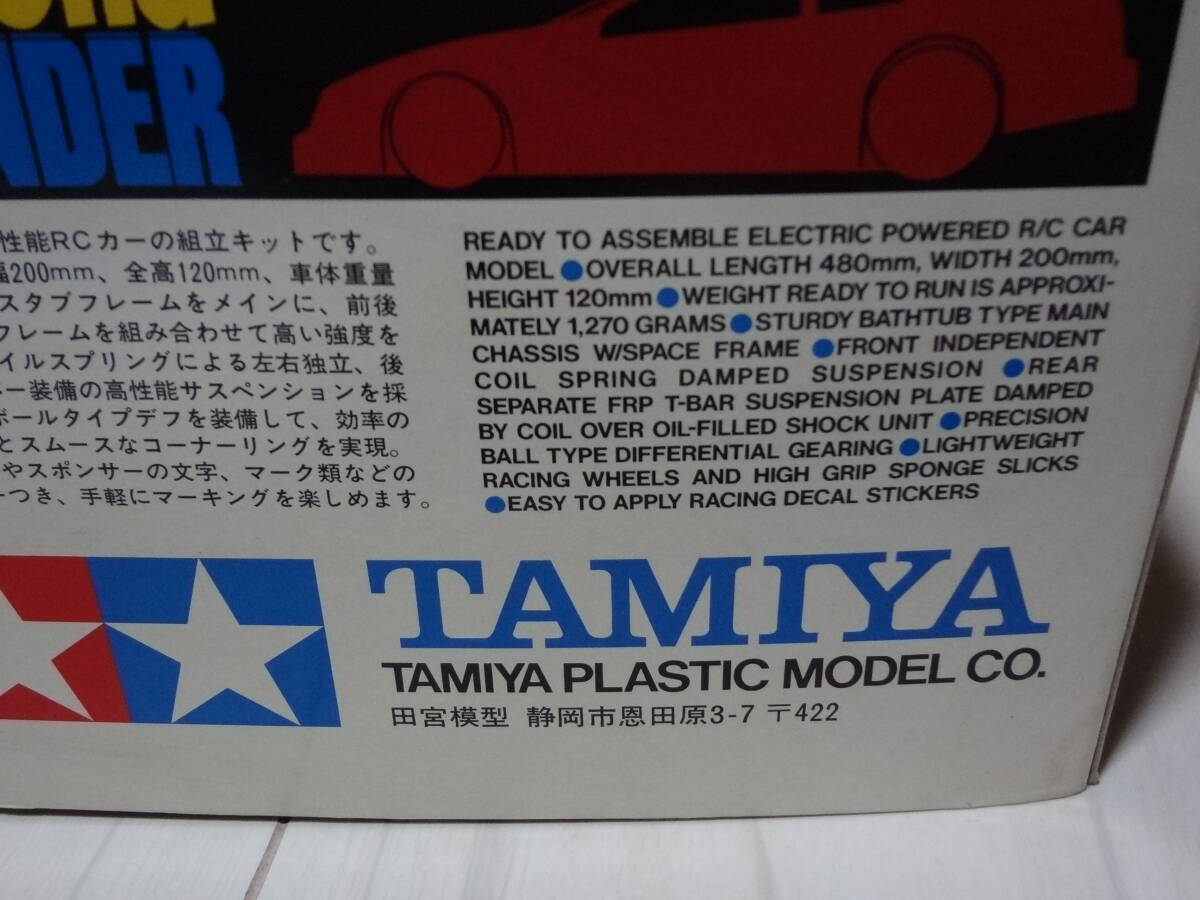 NDER
性能RCカーの組立キットです。
幅200mm、全高120mm、車体重量
スタブフレームをメインに、前後
フレームを組み合わせて高い強度を
イルスプリングによる左右独立、後
ー装備の高性能サスペンションを採
ボールタイプデフを装備して、効率の
とスムースなコーナーリングを実現。
やスポンサーの文字、マーク類などの
ーつき、手軽にマーキングを楽しめます。
READY TO ASSEMBLE ELECTRIC POWERED R/C CAR
MODEL ●OVERALL LENGTH 480mm, WIDTH 200mm,
HEIGHT 120mm ●WEIGHT READY TO RUN IS APPROXI-
MATELY 1,270 GRAMS ●STURDY BATHTUB TYPE MAIN
CHASSIS W/SPACE FRAME ●FRONT INDEPENDENT
COIL SPRING DAMPED SUSPENSION ●REAR
SEPARATE FRP T-BAR SUSPENSION PLATE DAMPED
BY COIL OVER OIL-FILLED SHOCK UNIT ●PRECISION
BALL TYPE DIFFERENTIAL GEARING ●LIGHTWEIGHT
RACING WHEELS AND HIGH GRIP SPONGE SLICKS
●EASY TO APPLY RACING DECAL STICKERS
TAMIYA
TAMIYA PLASTIC MODEL CO.
田宮模型 静岡市恩田原3-7 〒422